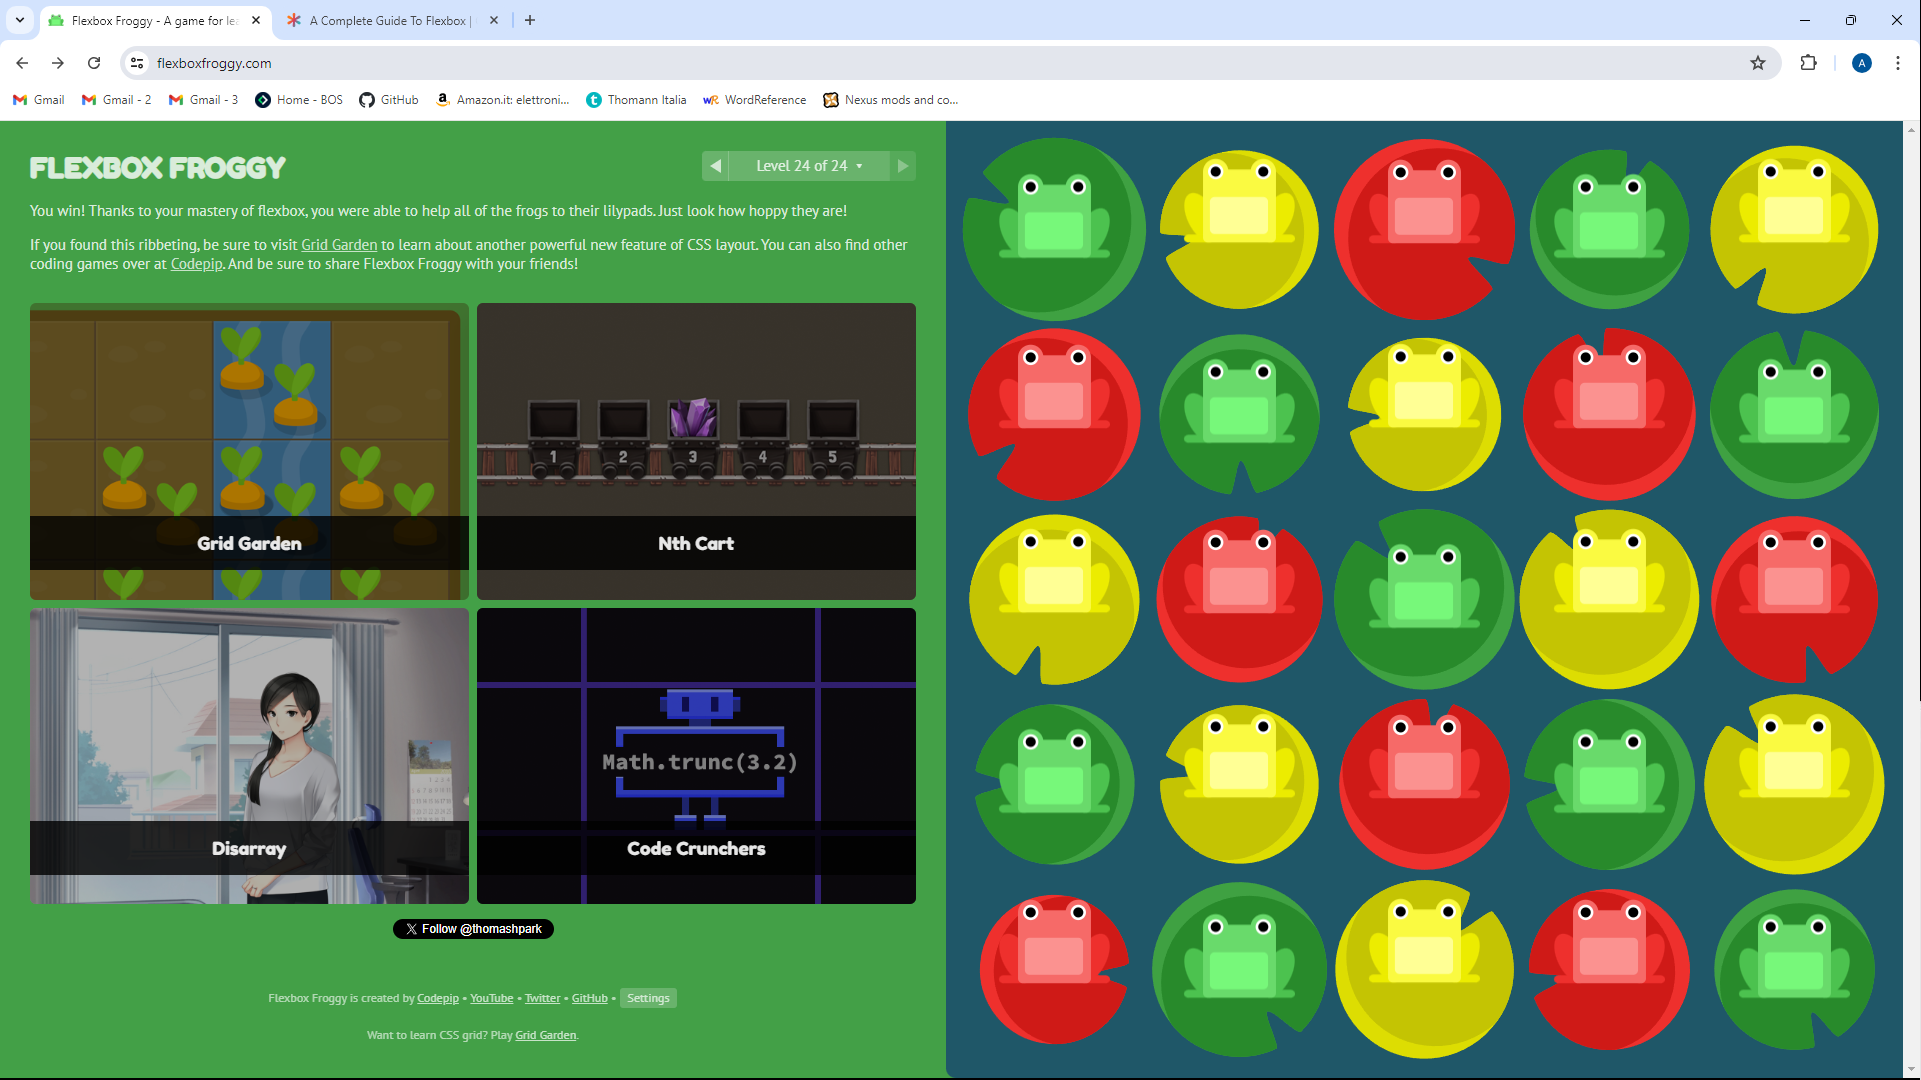 Flexbox Froggy - A game for le
A Complete Guide To Flexbox |
flexboxfroggy.com
A
Gmail
Gmail - 2
Gmail - 3
Home - BOS
GitHub
Amazon.it: elettroni...
Thomann Italia
WordReference
Nexus mods and co...
FLEXBOX FROGGY
Level 24 of 24
You win! Thanks to your mastery of flexbox, you were able to help all of the frogs to their lilypads. Just look how hoppy they are!
If you found this ribbeting, be sure to visit Grid Garden to learn about another powerful new feature of CSS layout. You can also find other
coding games over at Codepip. And be sure to share Flexbox Froggy with your friends!
Grid Garden
1 2 3 4 5
Nth Cart
Disarray
Math.trunc(3.2)
Code Crunchers
X Follow @thomashpark
Flexbox Froggy is created by Codepip • YouTube • Twitter • GitHub • Settings
Want to learn CSS grid? Play Grid Garden.